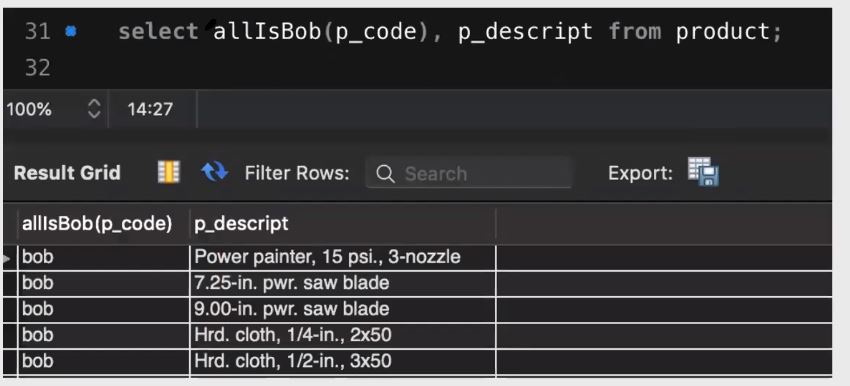 31 select allIsBob(p_code), p_descript from product;
32
100% 14:27
Result Grid Filter Rows: Search Export:
allIsBob(p_code) p_descript
bob Power painter, 15 psi., 3-nozzle
bob 7.25-in. pwr. saw blade
bob 9.00-in. pwr. saw blade
bob Hrd. cloth, 1/4-in., 2x50
bob Hrd. cloth, 1/2-in., 3x50